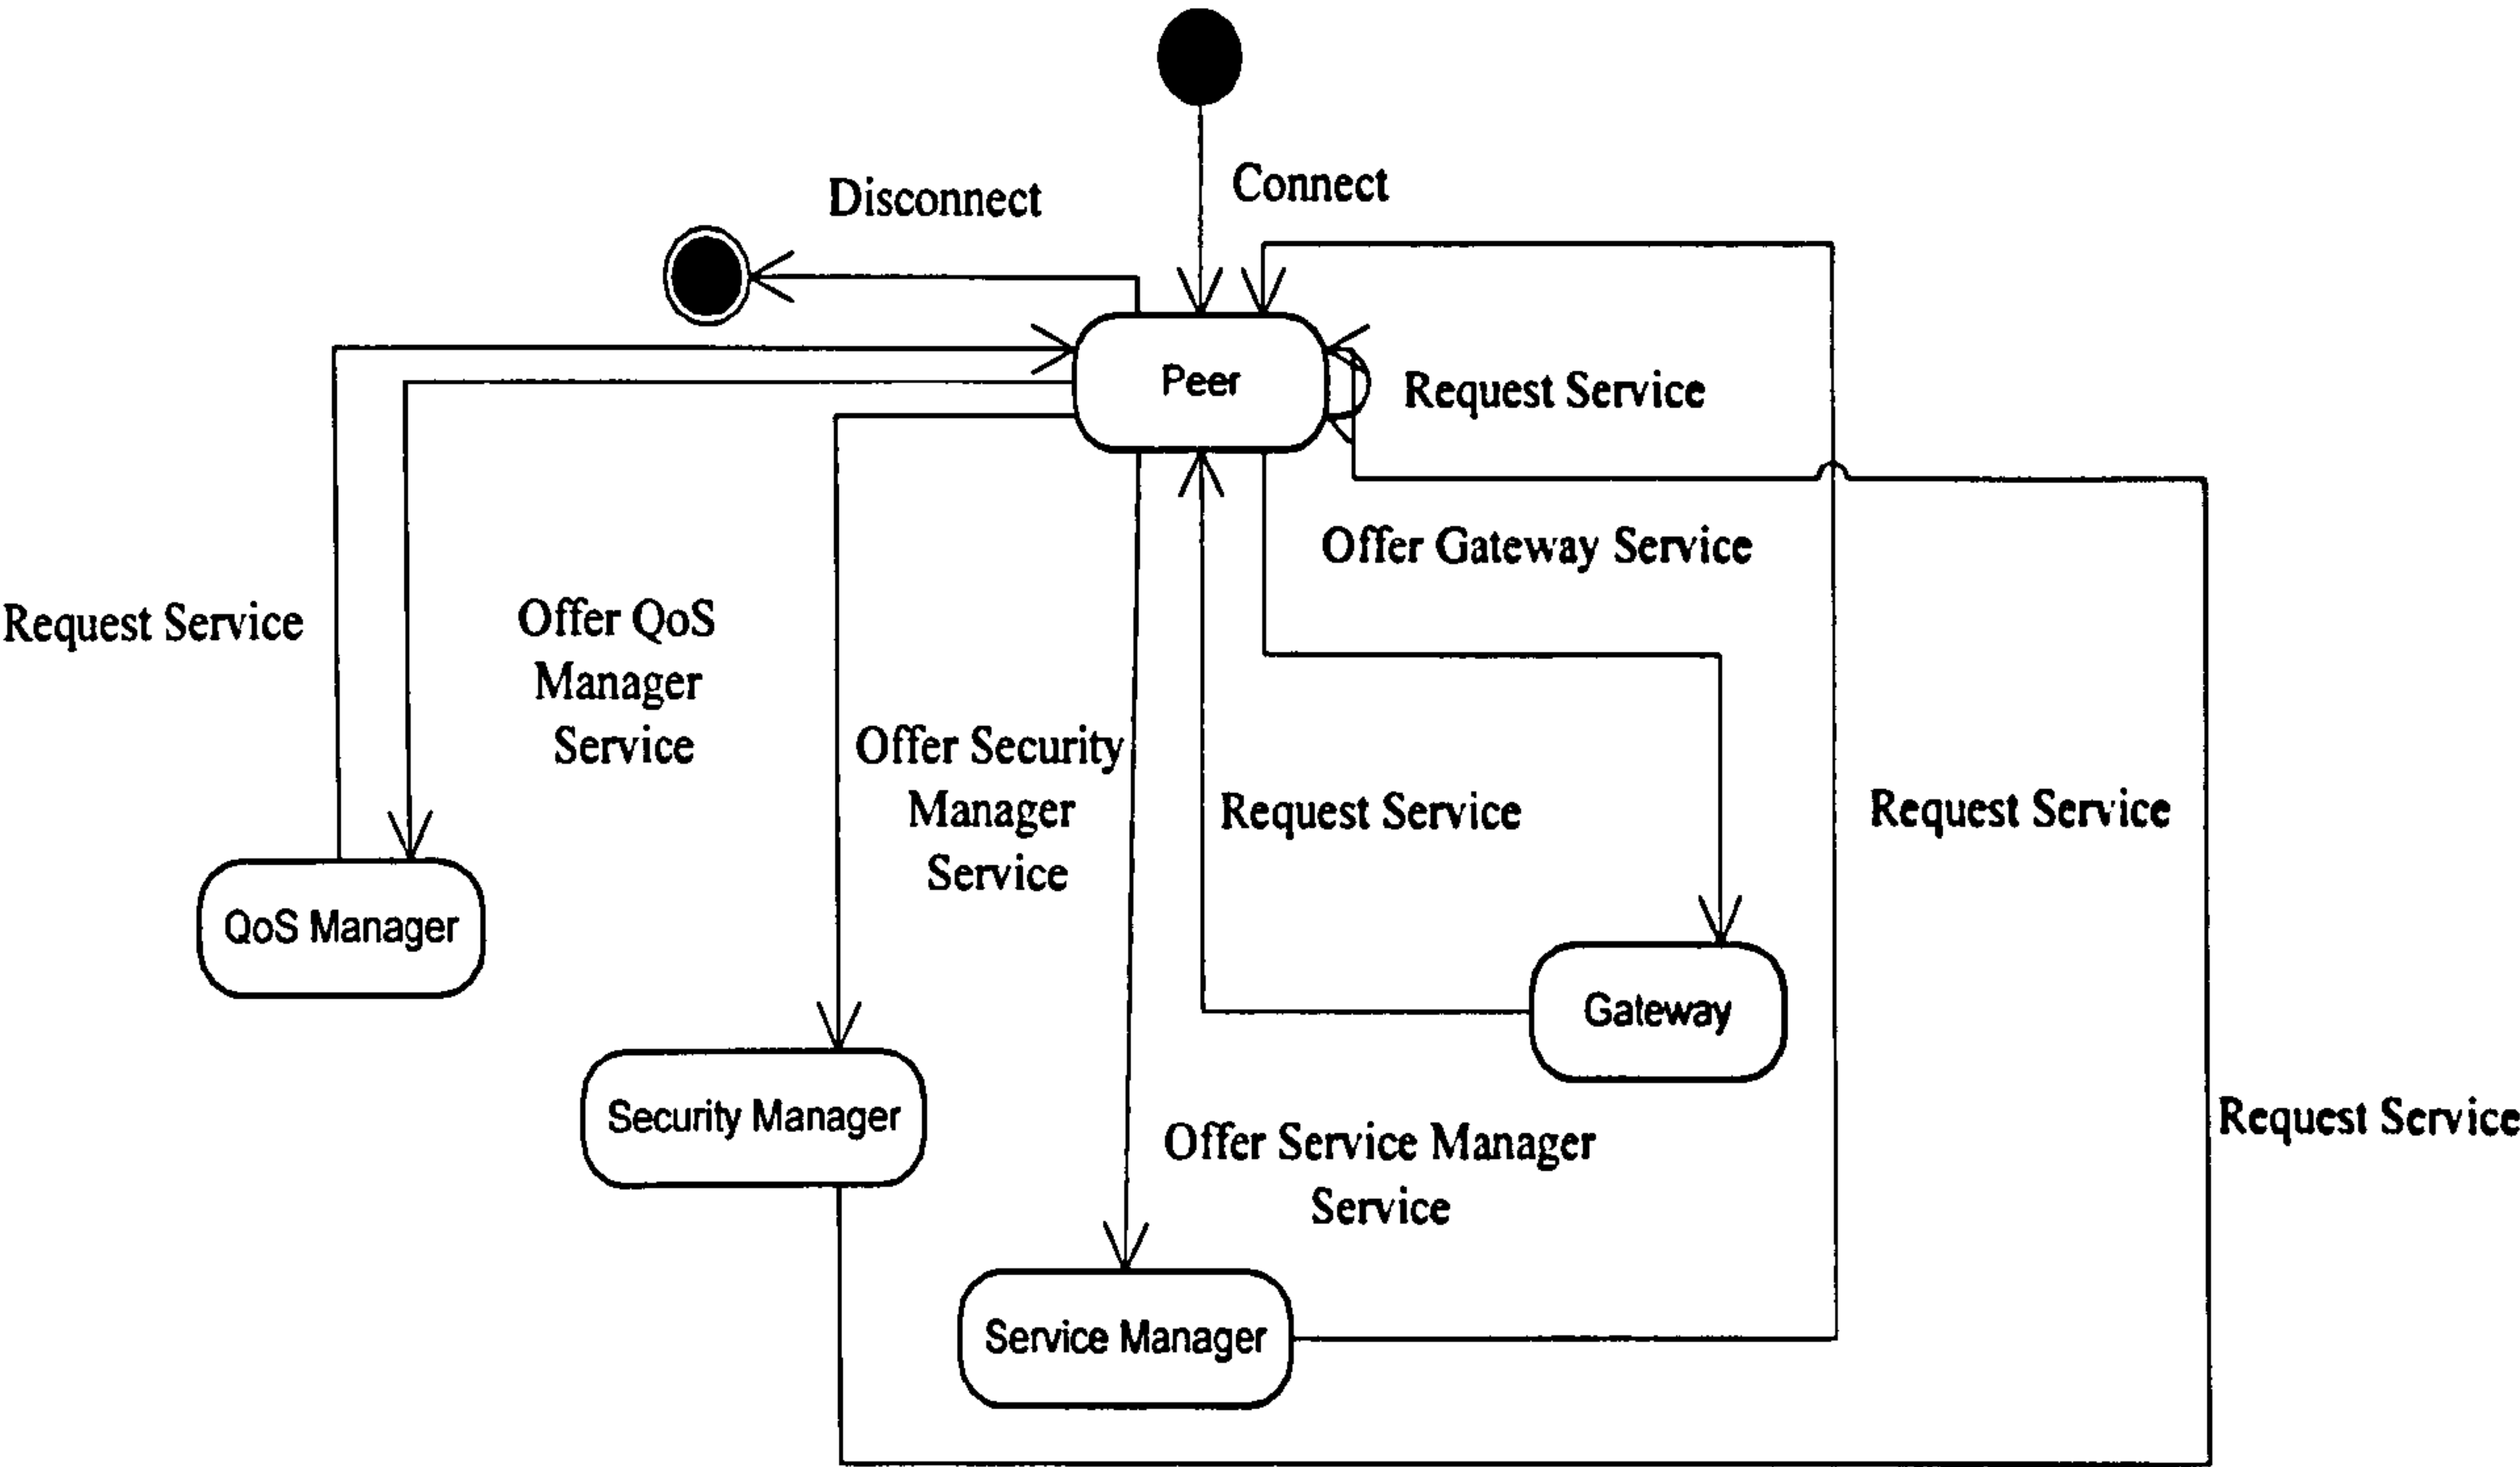 Connect
Disconnect
Peer
Request Service
Offer Gateway Service
Request Service
Offer QoS
Manager
Service
Offer Security
Manager
Service
Request Service
Request Service
QoS Manager
Gateway
Security Manager
Request Service
Offer Service Manager
Service
Service Manager